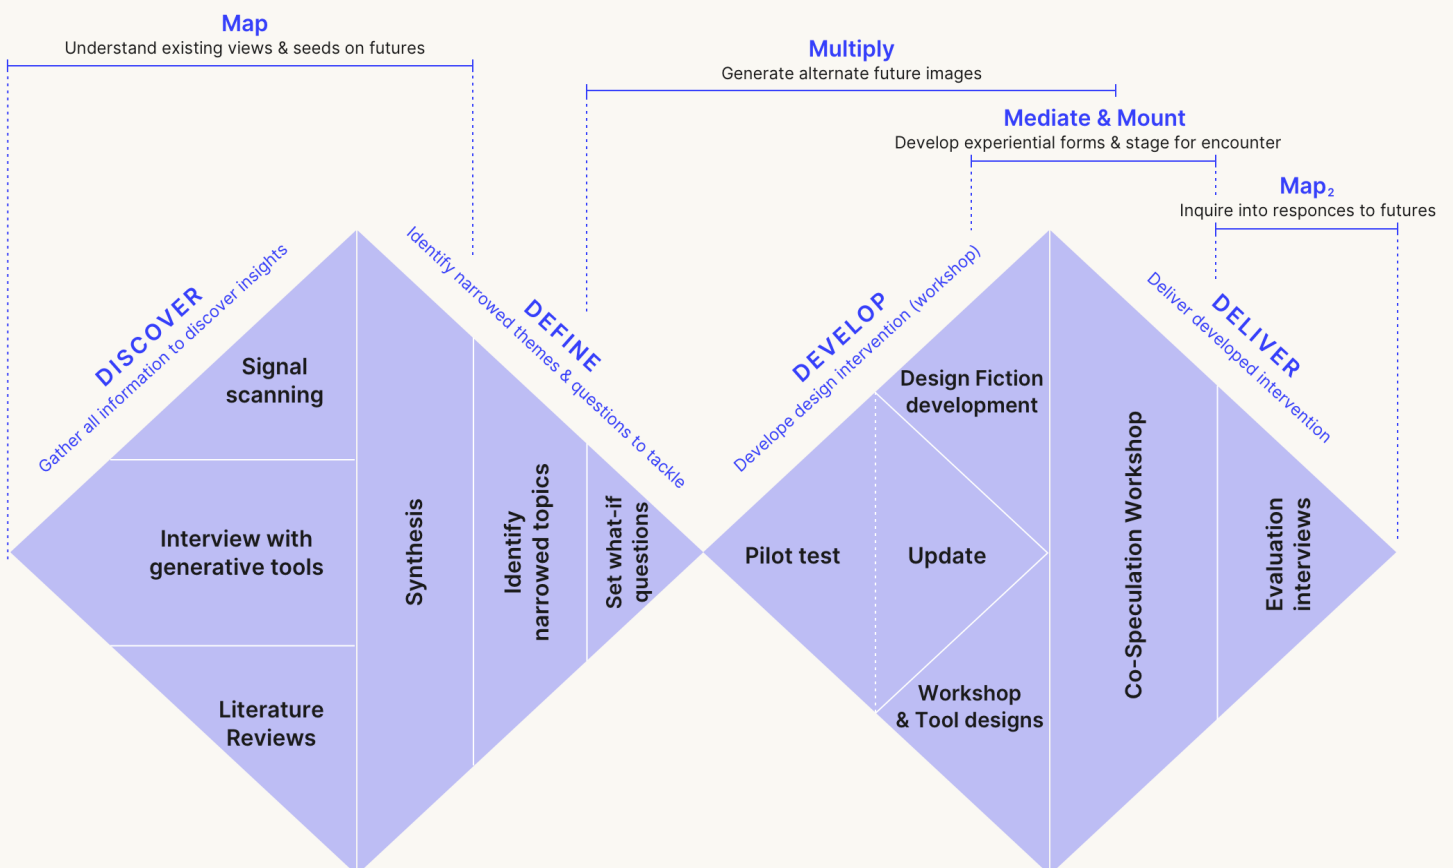 Map
Understand existing views & seeds on futures
Multiply
Generate alternate future images
Mediate & Mount
Develop experiential forms & stage for encounter
Map₂
Inquire into responces to futures
DISCOVER
Gather all information to discover insights
DEFINE
Identify narrowed themes & questions to tackle
DEVELOP
Develope design intervention (workshop)
DELIVER
Deliver developed intervention
Signal
scanning
Interview with
generative tools
Literature
Reviews
Synthesis
Identify
narrowed topics
Set what-if
questions
Pilot test
Update
Design Fiction
development
Workshop
& Tool designs
Co-Speculation Workshop
Evaluation
interviews